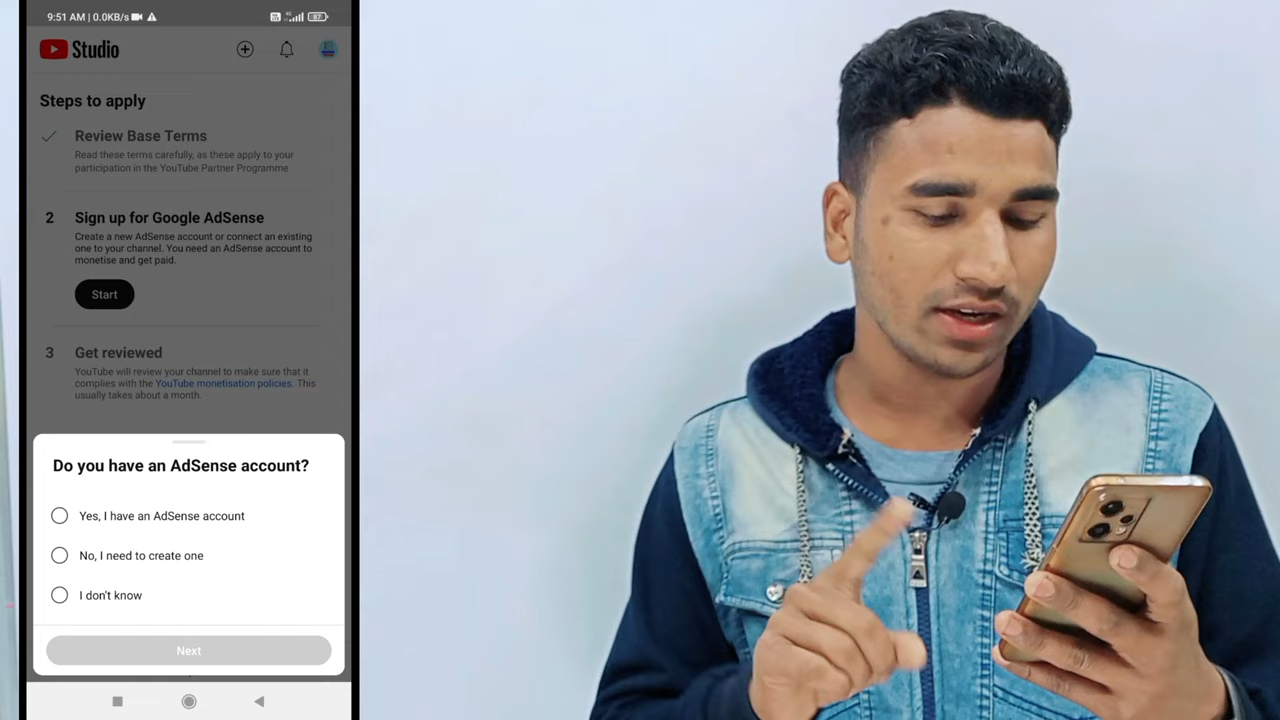 9:51 AM | 0.0KB/s
4G
87
Studio
Steps to apply
Review Base Terms
Read these terms carefully, as these apply to your
participation in the YouTube Partner Programme
2 Sign up for Google AdSense
Create a new AdSense account or connect an existing
one to your channel. You need an AdSense account to
monetise and get paid.
Start
3 Get reviewed
YouTube will review your channel to make sure that it
complies with the YouTube monetisation policies. This
usually takes about a month.
Do you have an AdSense account?
Yes, I have an AdSense account
No, I need to create one
I don't know
Next